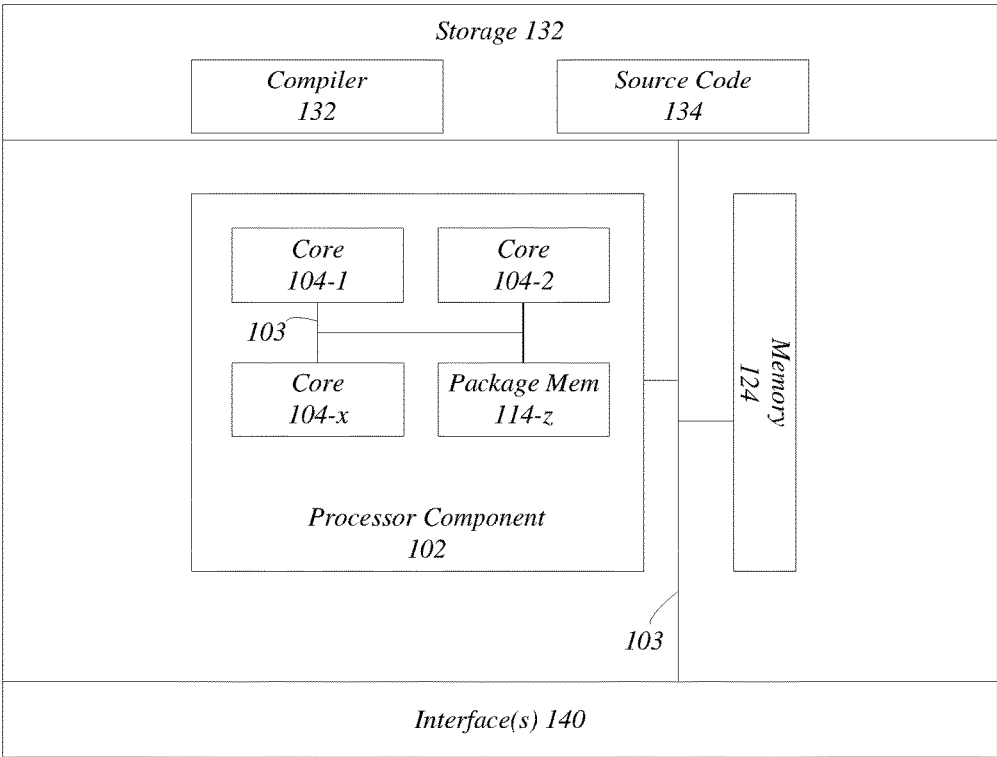 Storage 132
Compiler
132
Source Code
134
Core
104-1
Core
104-2
103
Core
104-x
Package Mem
114-z
Processor Component
102
Memory
124
103
Interface(s) 140